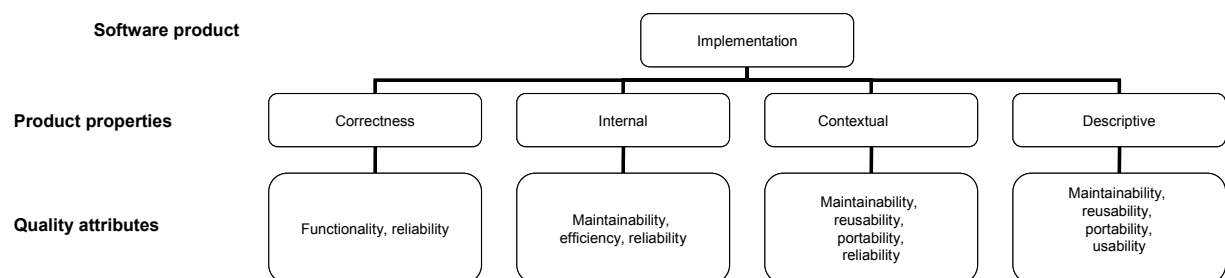 Software product
Implementation
Product properties
Correctness
Internal
Contextual
Descriptive
Quality attributes
Functionality, reliability
Maintainability,
efficiency, reliability
Maintainability,
reusability,
portability,
reliability
Maintainability,
reusability,
portability,
usability